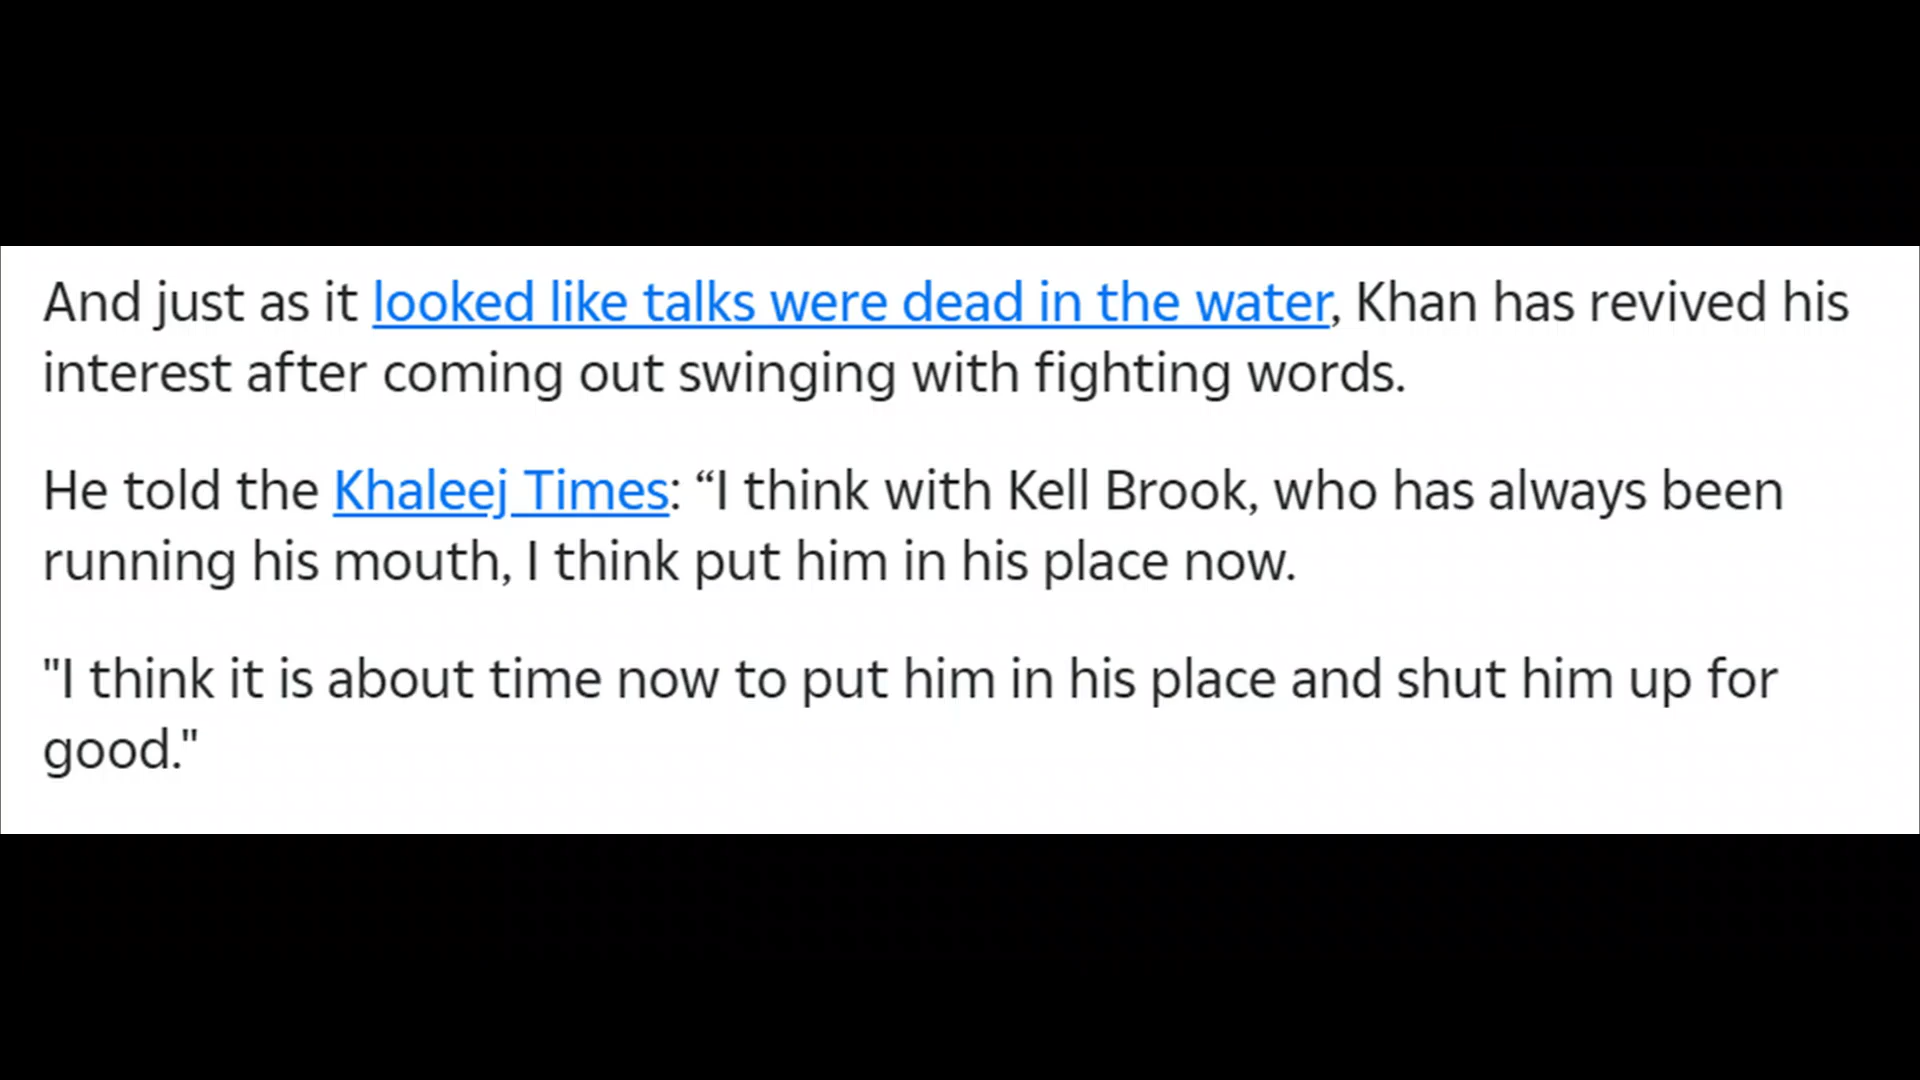 And just as it looked like talks were dead in the water, Khan has revived his
interest after coming out swinging with fighting words.
He told the Khaleej Times: “I think with Kell Brook, who has always been
running his mouth, I think put him in his place now.
"I think it is about time now to put him in his place and shut him up for
good."